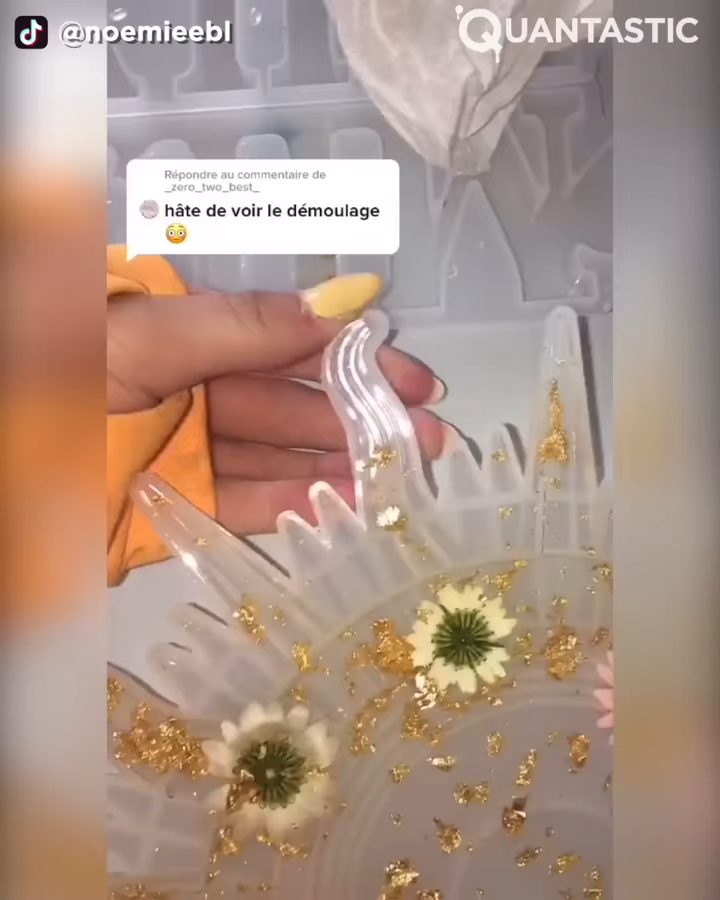 @noemieebl
QUANTASTIC
Répondre au commentaire de
_zero_two_best_
hâte de voir le démoulage
😳